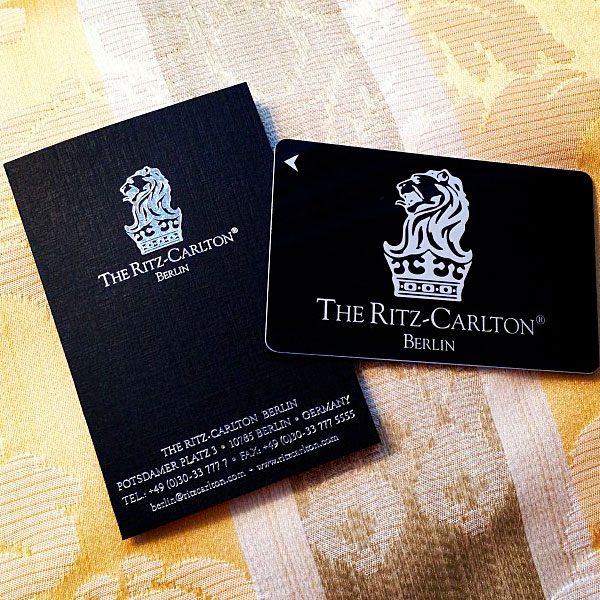 THE RITZ-CARLTON®
BERLIN
THE RITZ-CARLTON BERLIN
POTSDAMER PLATZ 3 • 10785 BERLIN • GERMANY
TEL.: +49 (0)30-33 777 7 • FAX: +49 (0)30-33 777 5555
berlin@ritzcarlton.com • www.ritzcarlton.com
THE RITZ-CARLTON®
BERLIN